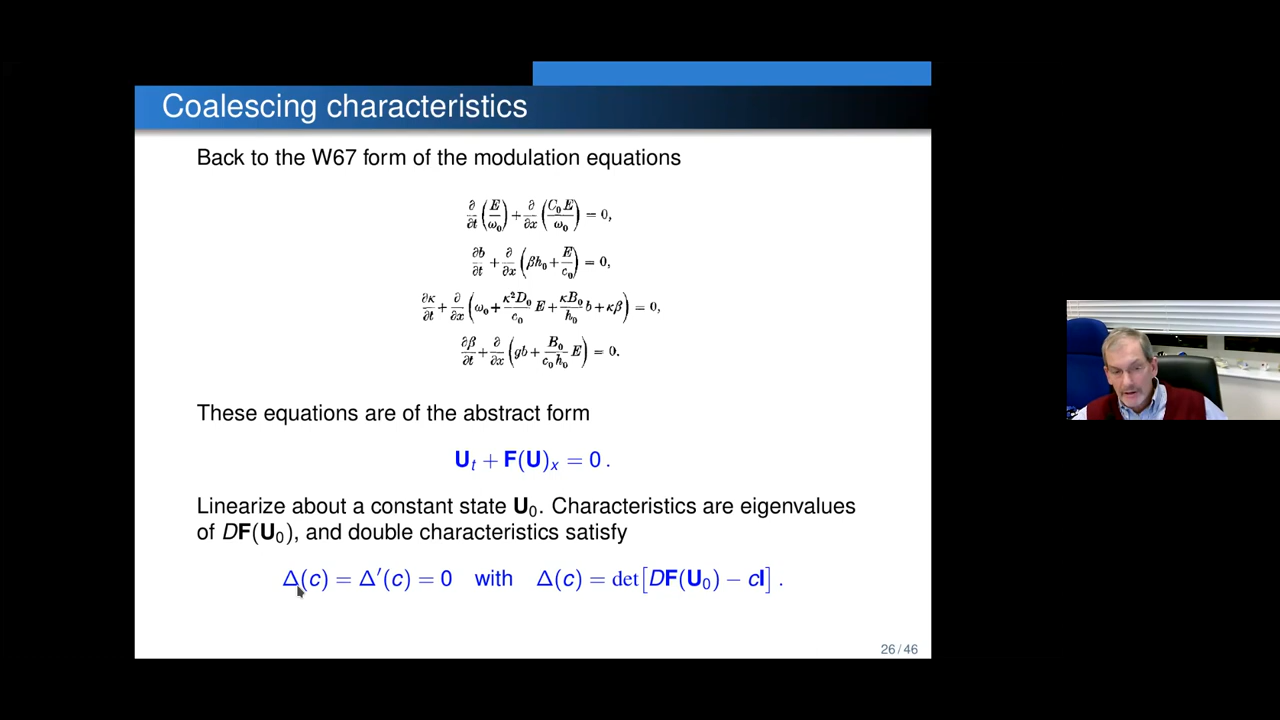 Coalescing characteristics
Back to the W67 form of the modulation equations
∂/∂t (E/ω₀) + ∂/∂x (C₀E/ω₀) = 0,
∂b/∂t + ∂/∂x (βh₀ + E/c₀) = 0,
∂κ/∂t + ∂/∂x (ω₀ + κ²D₀/c₀ E + κB₀/h₀ b + κβ) = 0,
∂β/∂t + ∂/∂x (gb + B₀/c₀h₀ E) = 0.
These equations are of the abstract form
Uₜ + F(U)ₓ = 0 .
Linearize about a constant state U₀. Characteristics are eigenvalues
of DF(U₀), and double characteristics satisfy
Δ(c) = Δ′(c) = 0 with Δ(c) = det[DF(U₀) − cI] .
26 / 46